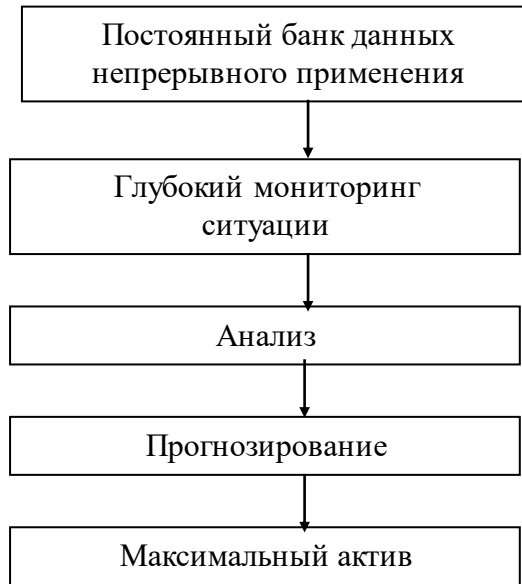 Постоянный банк данных
непрерывного применения
Глубокий мониторинг
ситуации
Анализ
Прогнозирование
Максимальный актив